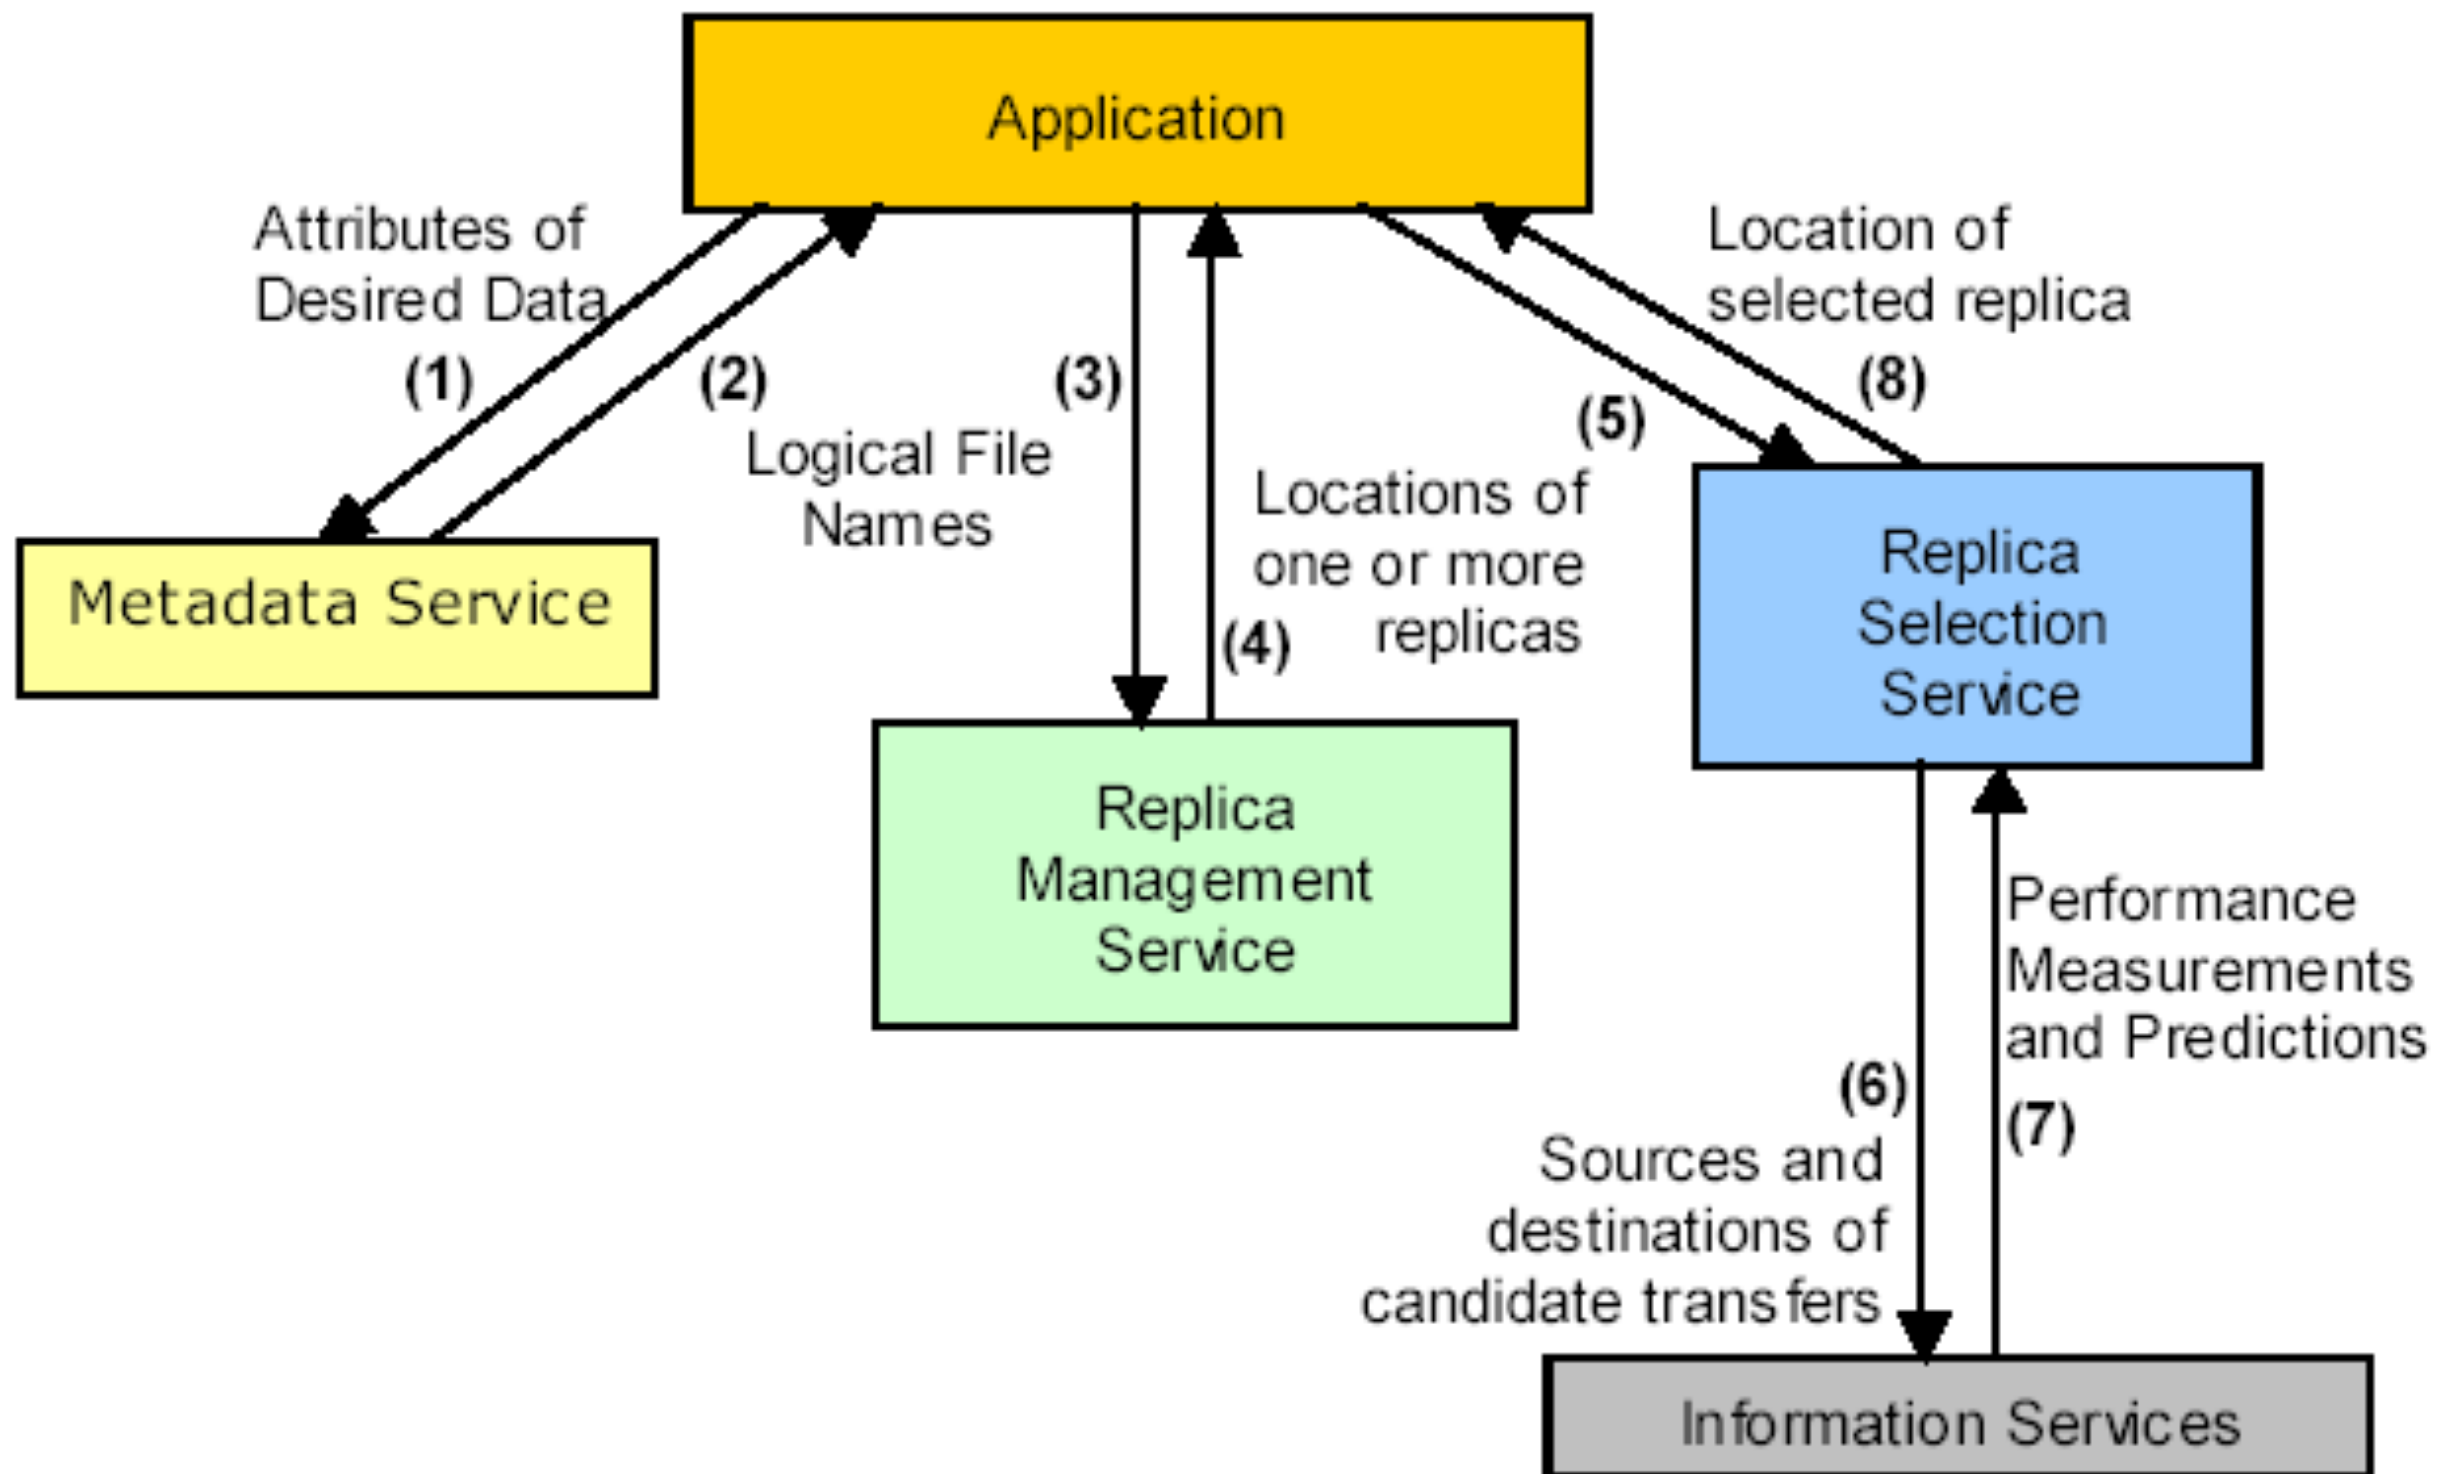 Application
Attributes of
Desired Data
(1)
(2)
Logical File
Names
(3)
(4)
Locations of
one or more
replicas
(5)
Location of
selected replica
(8)
Metadata Service
Replica
Management
Service
Replica
Selection
Service
(6)
Sources and
destinations of
candidate transfers
Performance
Measurements
and Predictions
(7)
Information Services